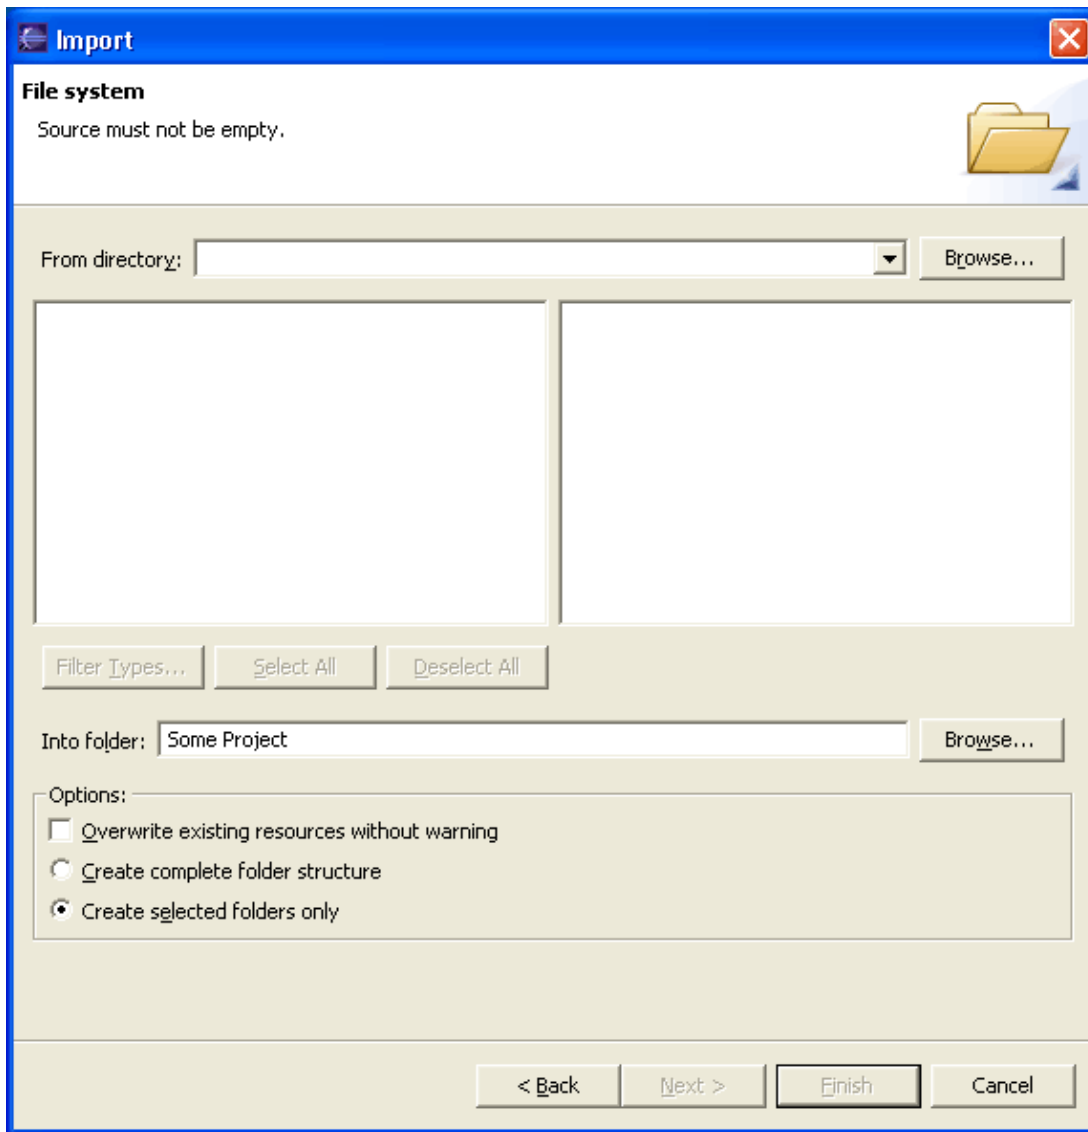 Import
File system
Source must not be empty.
From directory: Browse...
Filter Types... Select All Deselect All
Into folder: Some Project Browse...
Options:
Overwrite existing resources without warning
Create complete folder structure
Create selected folders only
< Back Next > Finish Cancel